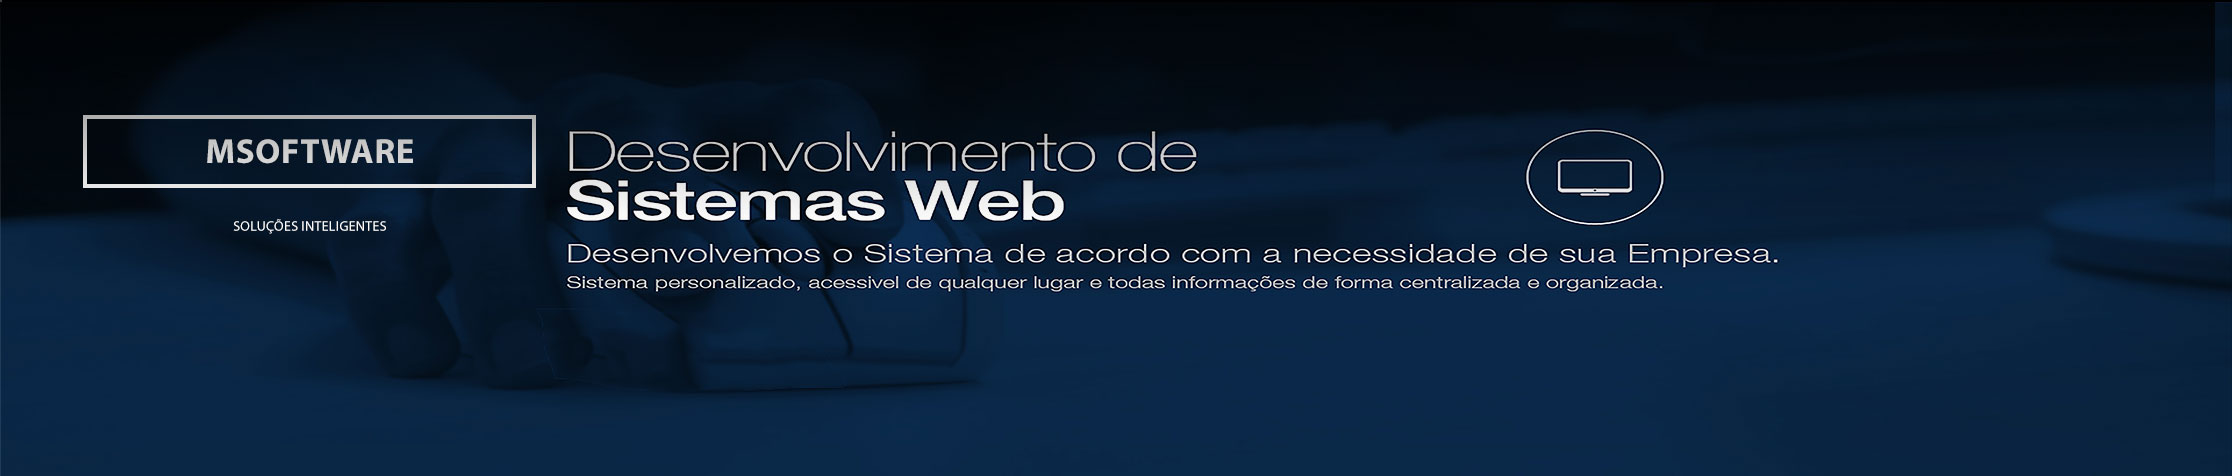 MSOFTWARE
SOLUÇÕES INTELIGENTES
Desenvolvimento de
Sistemas Web
Desenvolvemos o Sistema de acordo com a necessidade de sua Empresa.
Sistema personalizado, acessivel de qualquer lugar e todas informações de forma centralizada e organizada.